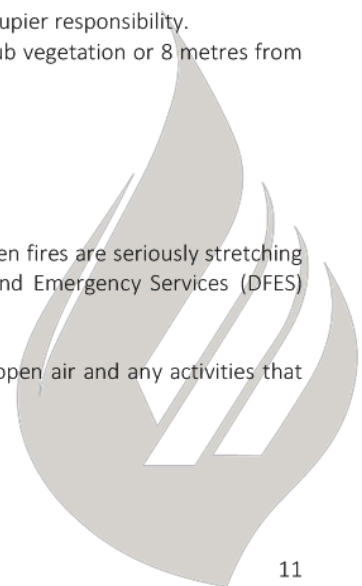 upier responsibility.
ub vegetation or 8 metres from
en fires are seriously stretching
nd Emergency Services (DFES)
open air and any activities that
11